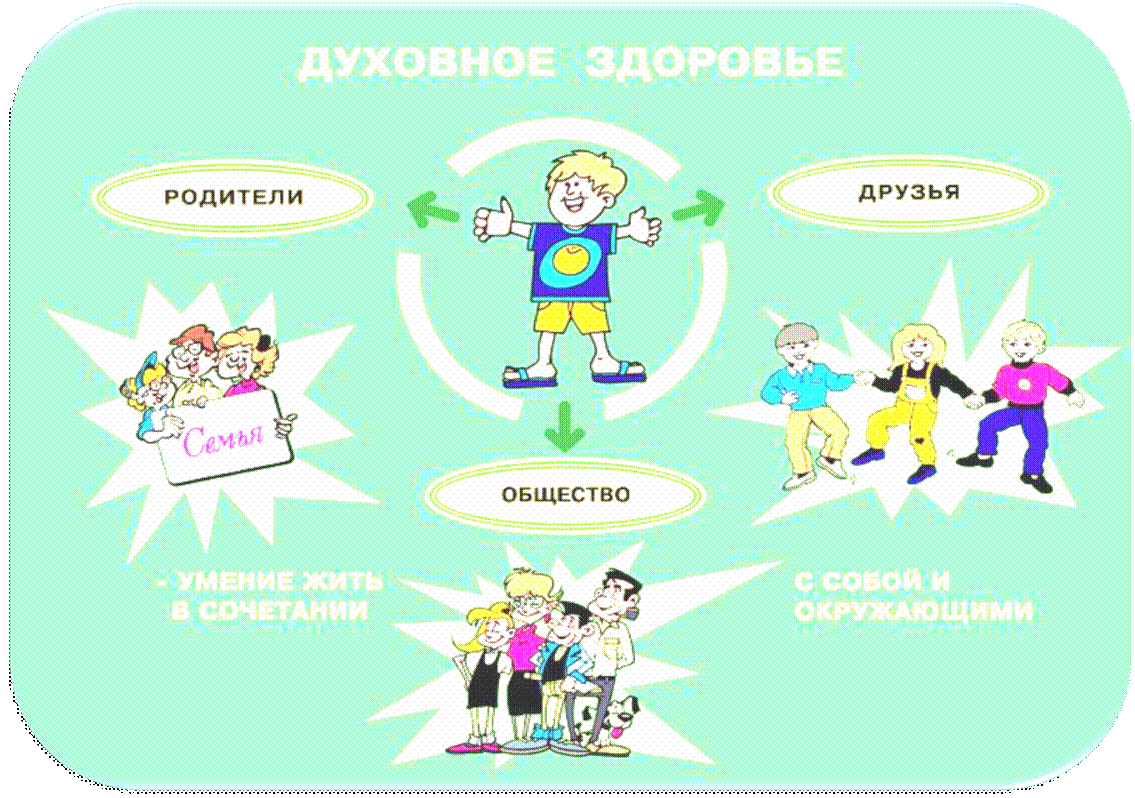 ДУХОВНОЕ ЗДОРОВЬЕ
РОДИТЕЛИ
ДРУЗЬЯ
Семья
ОБЩЕСТВО
- УМЕНИЕ ЖИТЬ
В СОЧЕТАНИИ
С СОБОЙ И
ОКРУЖАЮЩИМИ